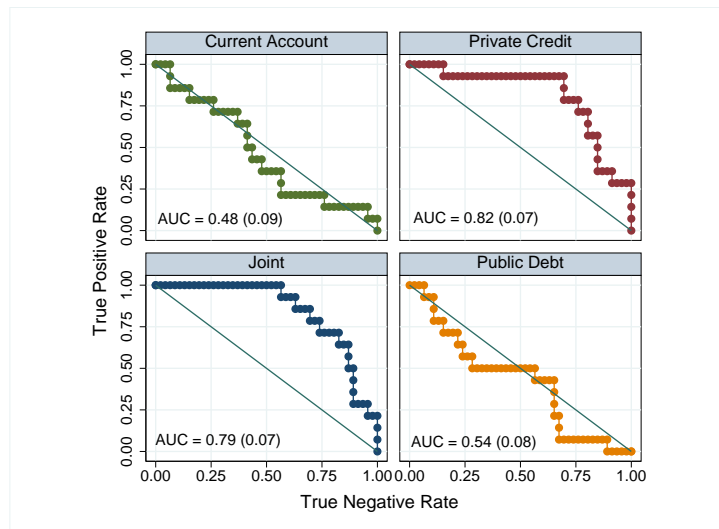 Current Account
Private Credit
True Positive Rate
0.00 0.25 0.50 0.75 1.00
AUC = 0.48 (0.09)
AUC = 0.82 (0.07)
Joint
Public Debt
0.00 0.25 0.50 0.75 1.00
AUC = 0.79 (0.07)
AUC = 0.54 (0.08)
0.00 0.25 0.50 0.75 1.00
0.00 0.25 0.50 0.75 1.00
True Negative Rate